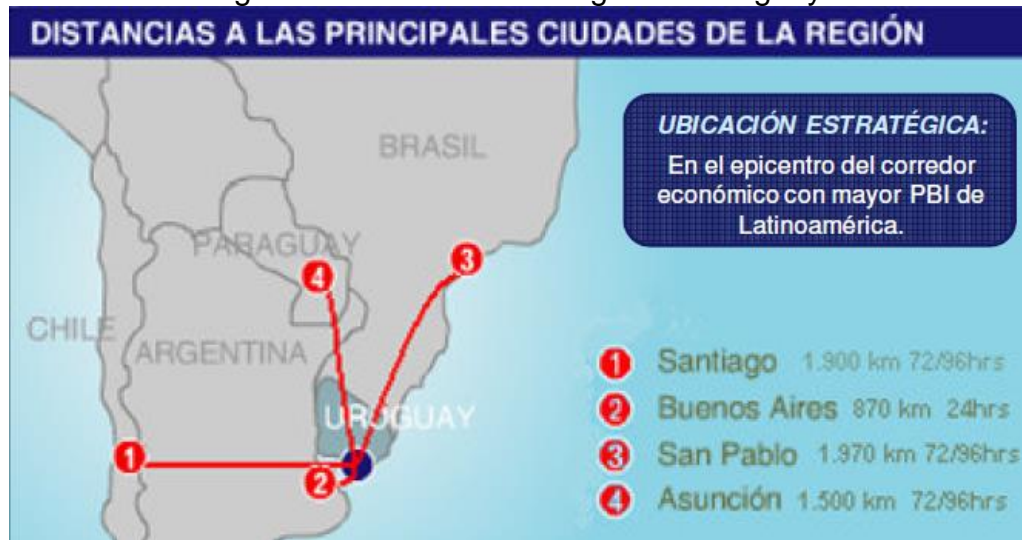 DISTANCIAS A LAS PRINCIPALES CIUDADES DE LA REGIÓN
UBICACIÓN ESTRATÉGICA:
En el epicentro del corredor
económico con mayor PBI de
Latinoamérica.
BRASIL
PARAGUAY
3
4
CHILE
ARGENTINA
URUGUAY
1
2
1 Santiago 1.900 km 72/96hrs
2 Buenos Aires 870 km 24hrs
3 San Pablo 1.970 km 72/96hrs
4 Asunción 1.500 km 72/96hrs